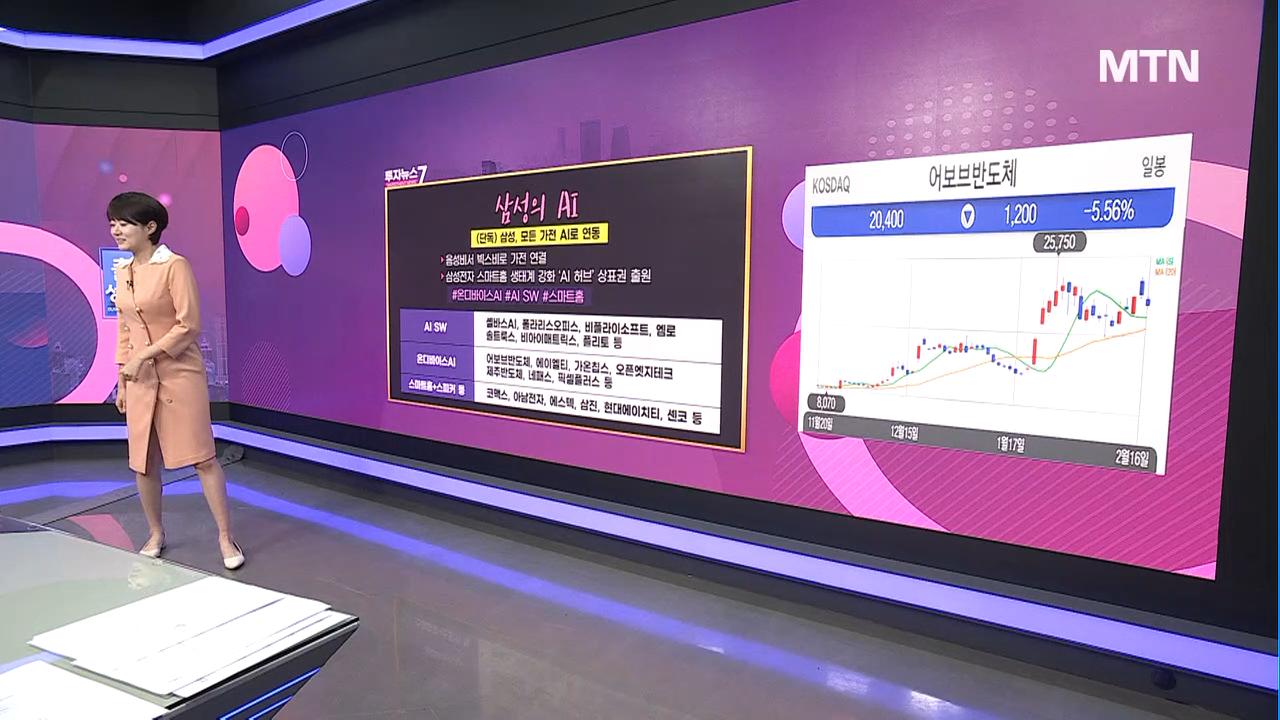 MTN
투자뉴스7
삼성의 AI
(단독) 삼성, 모든 가전 AI로 연동
음성비서 빅스비로 가전 연결
삼성전자 스마트홈 생태계 강화 'AI 허브' 상표권 출원
#온디바이스AI #AI SW #스마트홈
AI SW
셀바스AI, 폴라리스오피스, 비플라이소프트, 엠로
솔트룩스, 비아이매트릭스, 플리토 등
온디바이스AI
어보브반도체, 에이엘티, 가온칩스, 오픈엣지테크
제주반도체, 네패스, 픽셀플러스 등
스마트홈+스피커 등
코맥스, 아남전자, 에스텍, 삼진, 현대에이치티, 센코 등
KOSDAQ 어보브반도체 일봉
20,400 ▼ 1,200 -5.56%
25,750
MA (5)
MA (20)
8,070
11월20일 12월15일 1월17일 2월16일